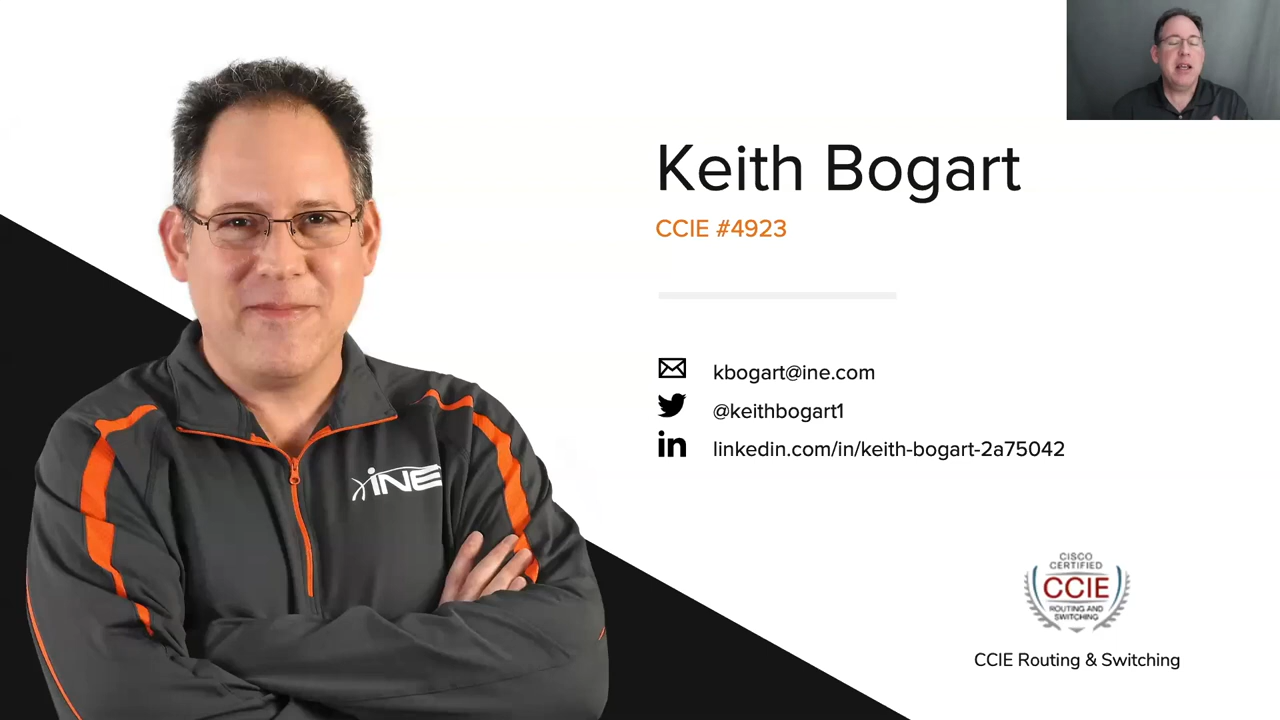 Keith Bogart
CCIE #4923
kbogart@ine.com
@keithbogart1
linkedin.com/in/keith-bogart-2a75042
iNE
CISCO
CERTIFIED
CCIE
ROUTING AND
SWITCHING
CCIE Routing & Switching